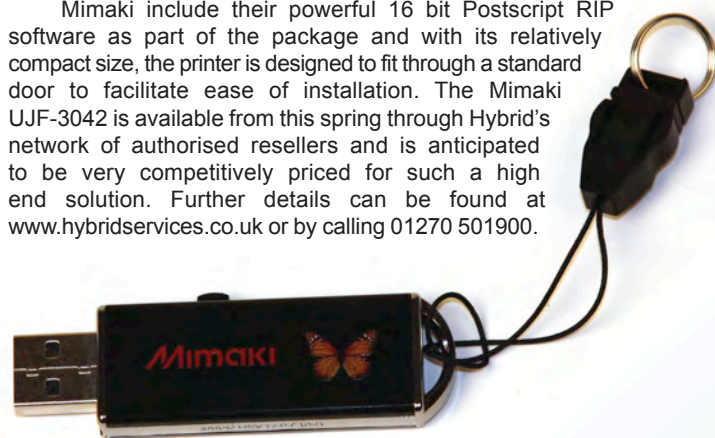 Mimaki include their powerful 16 bit Postscript RIP
software as part of the package and with its relatively
compact size, the printer is designed to fit through a standard
door to facilitate ease of installation. The Mimaki
UJF-3042 is available from this spring through Hybrid's
network of authorised resellers and is anticipated
to be very competitively priced for such a high
end solution. Further details can be found at
www.hybridservices.co.uk or by calling 01270 501900.
Mimaki